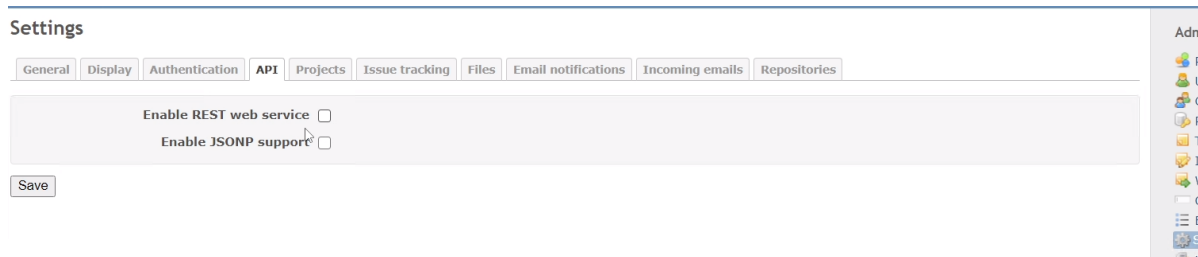 Settings
General Display Authentication API Projects Issue tracking Files Email notifications Incoming emails Repositories
Enable REST web service
Enable JSONP support
Save